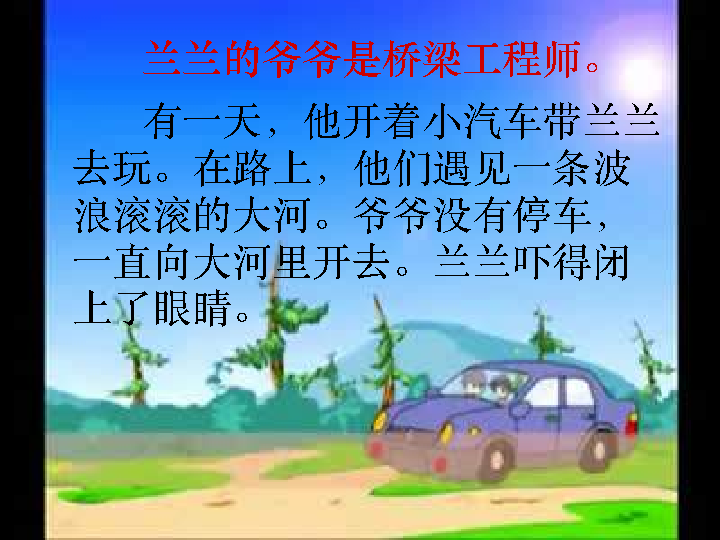 兰兰的爷爷是桥梁工程师。
有一天，他开着小汽车带兰兰
去玩。在路上，他们遇见一条波
浪滚滚的大河。爷爷没有停车，
一直向大河里开去。兰兰吓得闭
上了眼睛。